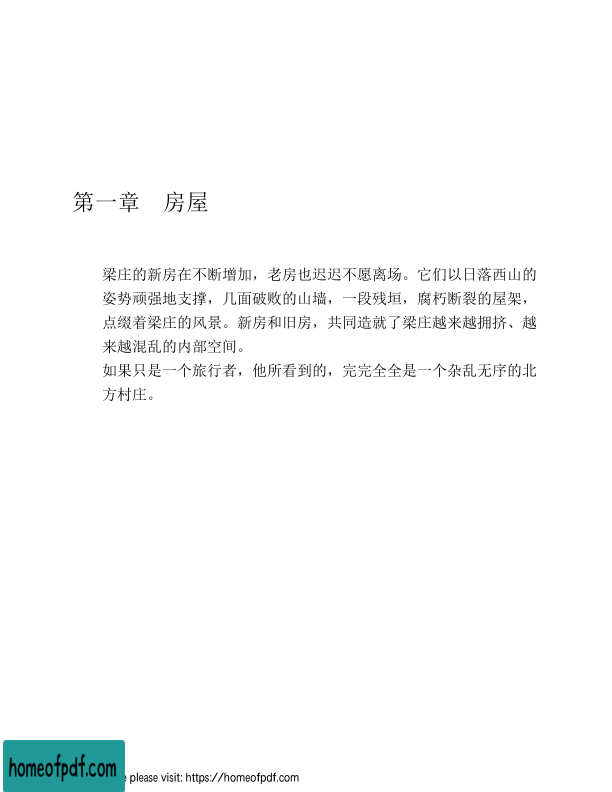 第一章　房屋
梁庄的新房在不断增加，老房也迟迟不愿离场。它们以日落西山的
姿势顽强地支撑，几面破败的山墙，一段残垣，腐朽断裂的屋架，
点缀着梁庄的风景。新房和旧房，共同造就了梁庄越来越拥挤、越
来越混乱的内部空间。
如果只是一个旅行者，他所看到的，完完全全是一个杂乱无序的北
方村庄。
homeofpdf.com
please visit: https://homeofpdf.com